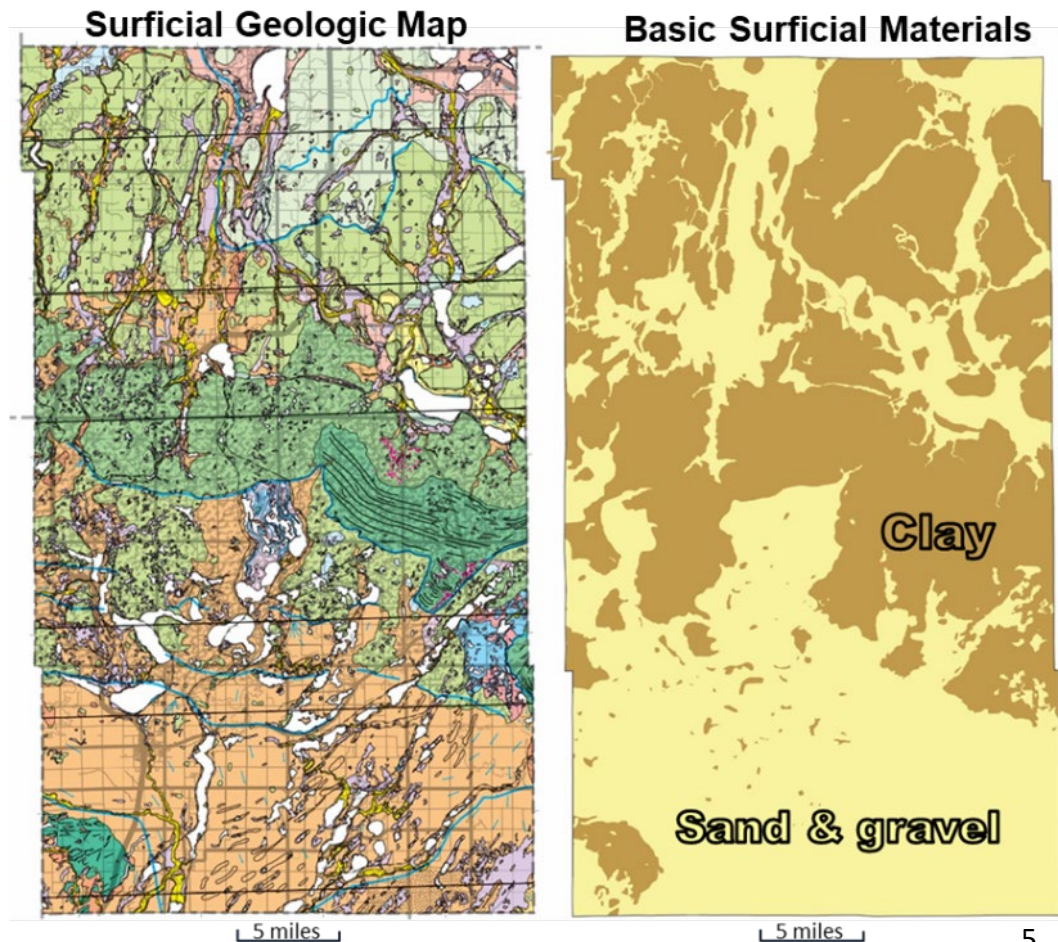 Surficial Geologic Map
Basic Surficial Materials
Clay
Sand & gravel
5 miles
5 miles
5